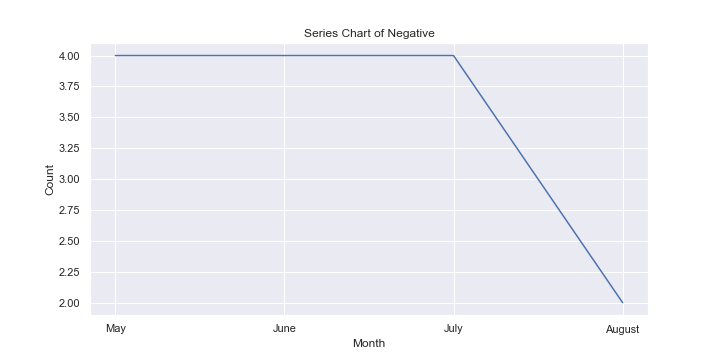 Series Chart of Negative
4.00
3.75
3.50
3.25
3.00
2.75
2.50
2.25
2.00
Count
May June July August
Month